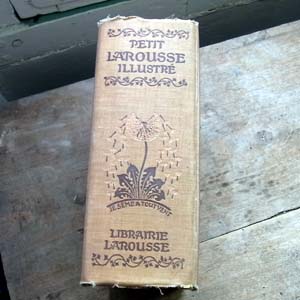 PETIT
LAROUSSE
ILLUSTRÉ
JE SÈME À TOUT VENT
LIBRAIRIE
LAROUSSE